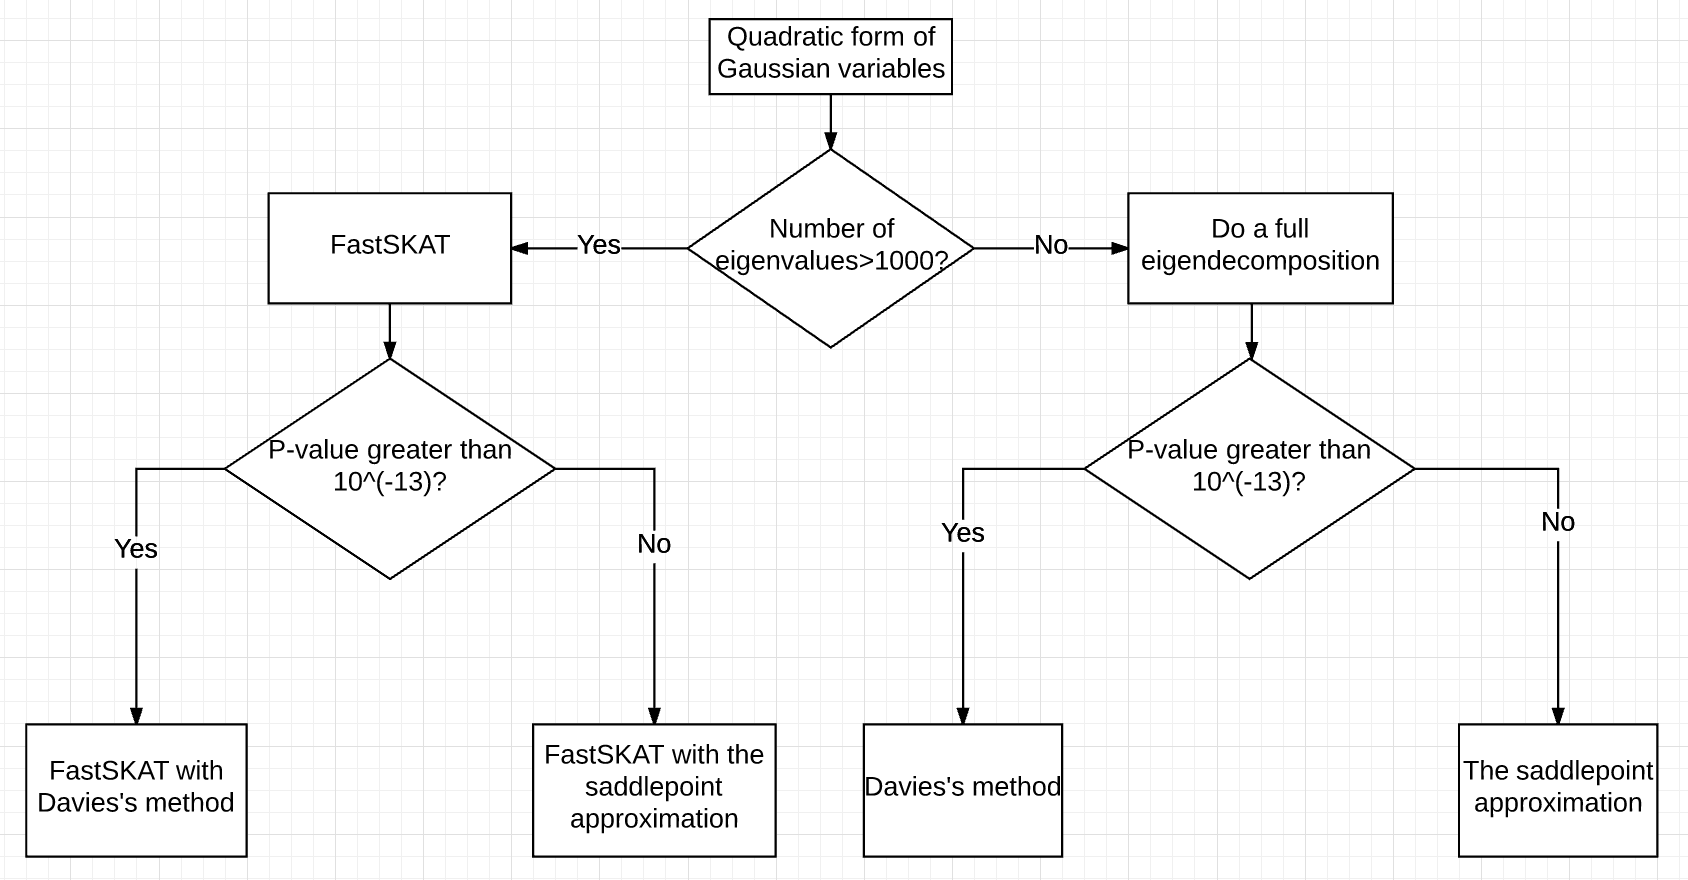 Quadratic form of
Gaussian variables
Number of
eigenvalues>1000?
Yes
No
FastSKAT
Do a full
eigendecomposition
P-value greater than
10^(-13)?
Yes
No
P-value greater than
10^(-13)?
Yes
No
FastSKAT with
Davies's method
FastSKAT with the
saddlepoint
approximation
Davies's method
The saddlepoint
approximation